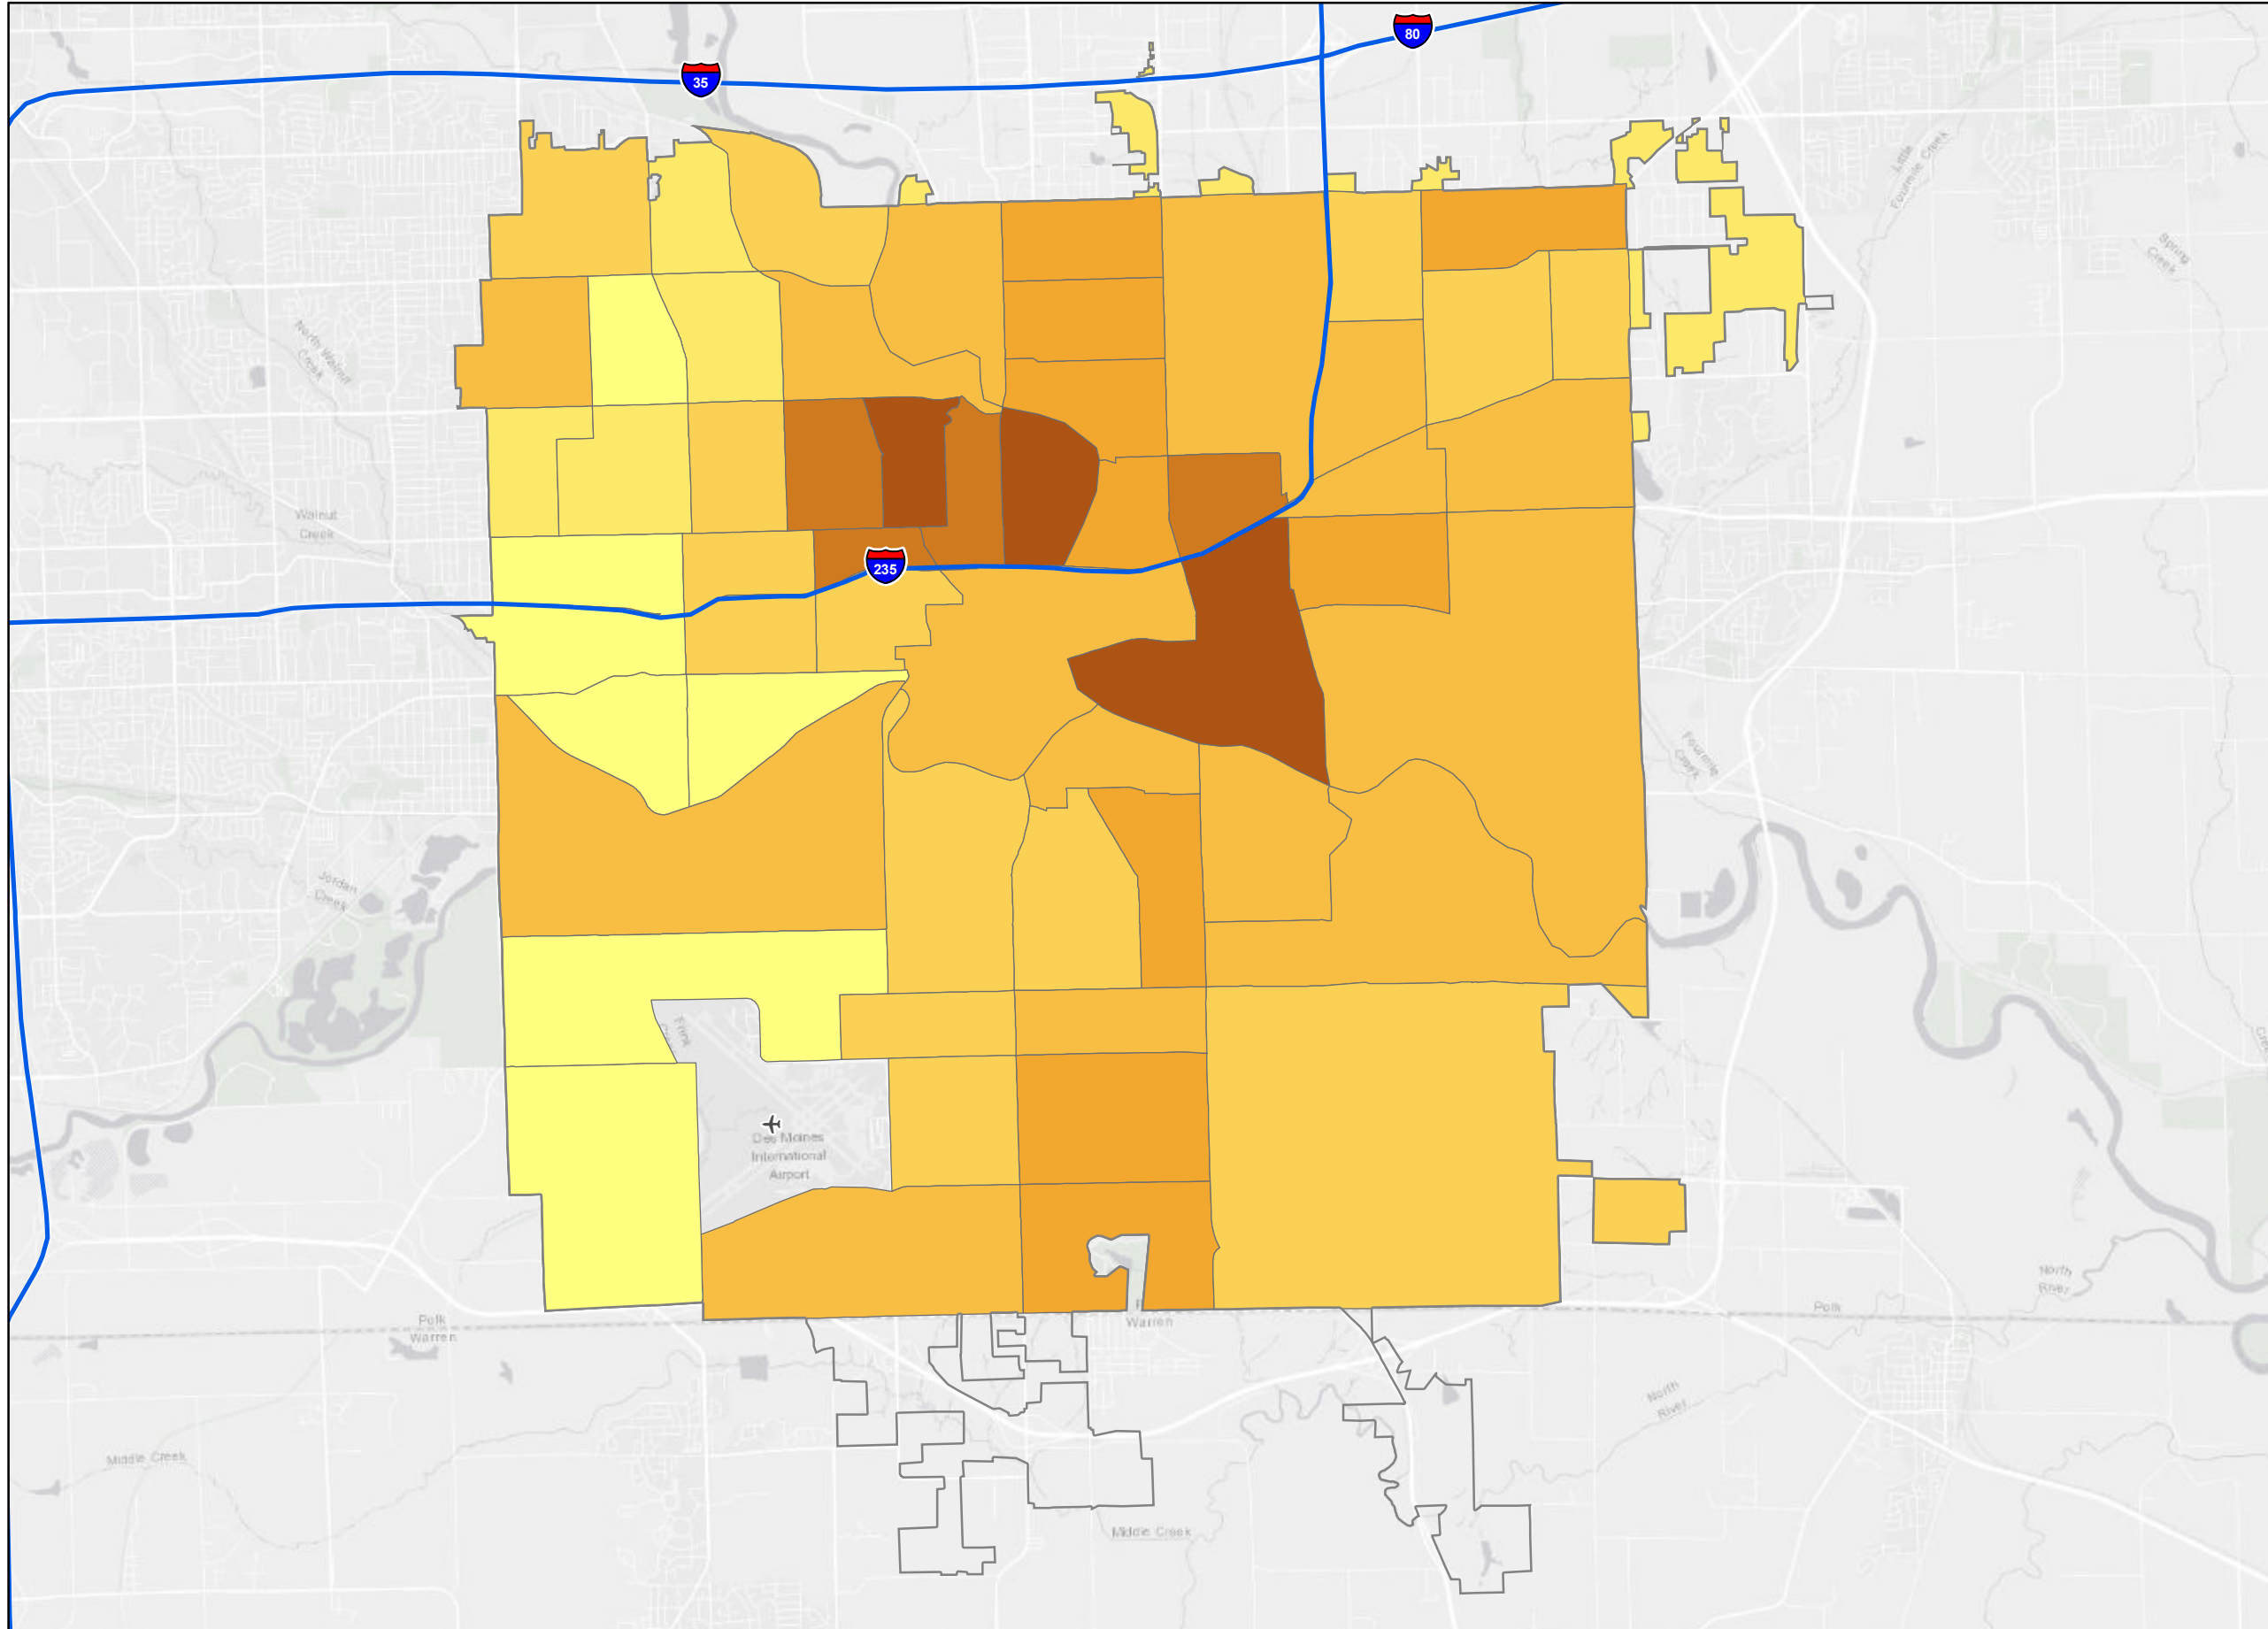 80
35
Little
Fourmile Creek
Spring
Creek
North Walnut
Creek
Walnut
Creek
235
Fourmile
Creek
Jordan
Creek
Frink
Des Moines
International
Airport
North
River
Polk
Warren
Warren
Polk
North
River
Middle Creek
Middle Creek